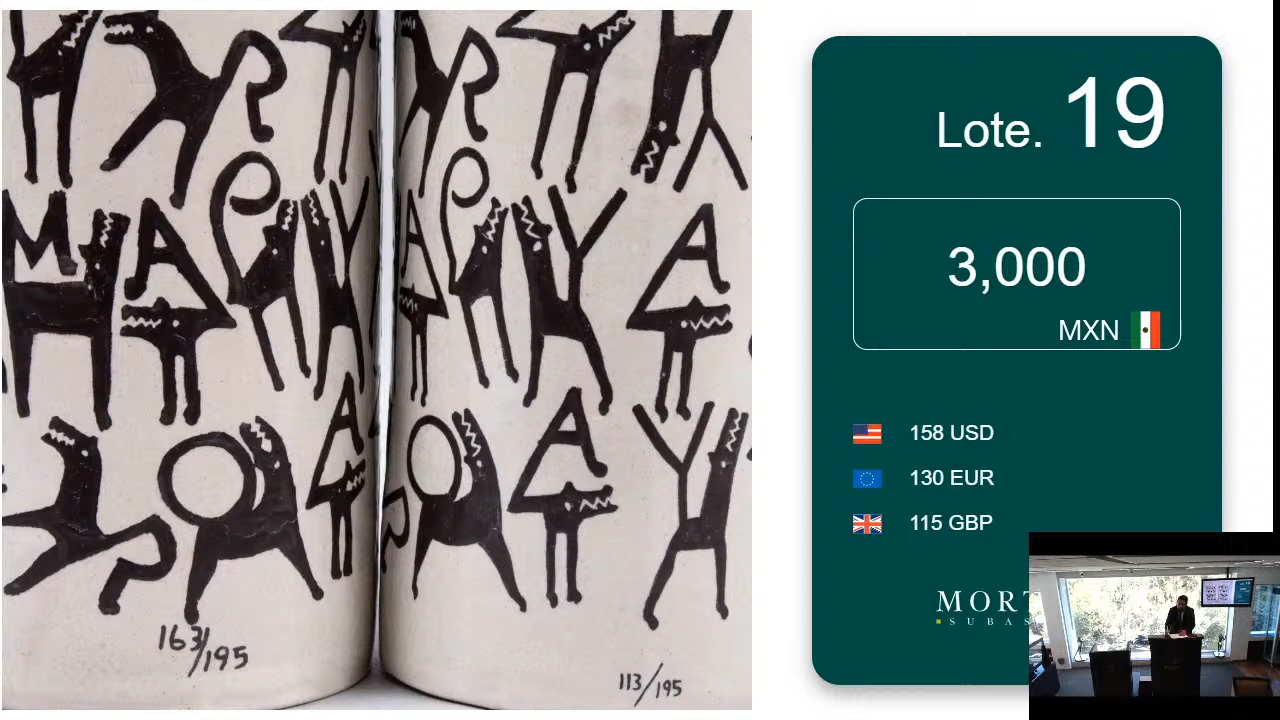 163/195
113/195
Lote. 19
3,000
MXN
158 USD
130 EUR
115 GBP
MORT
SUBAS